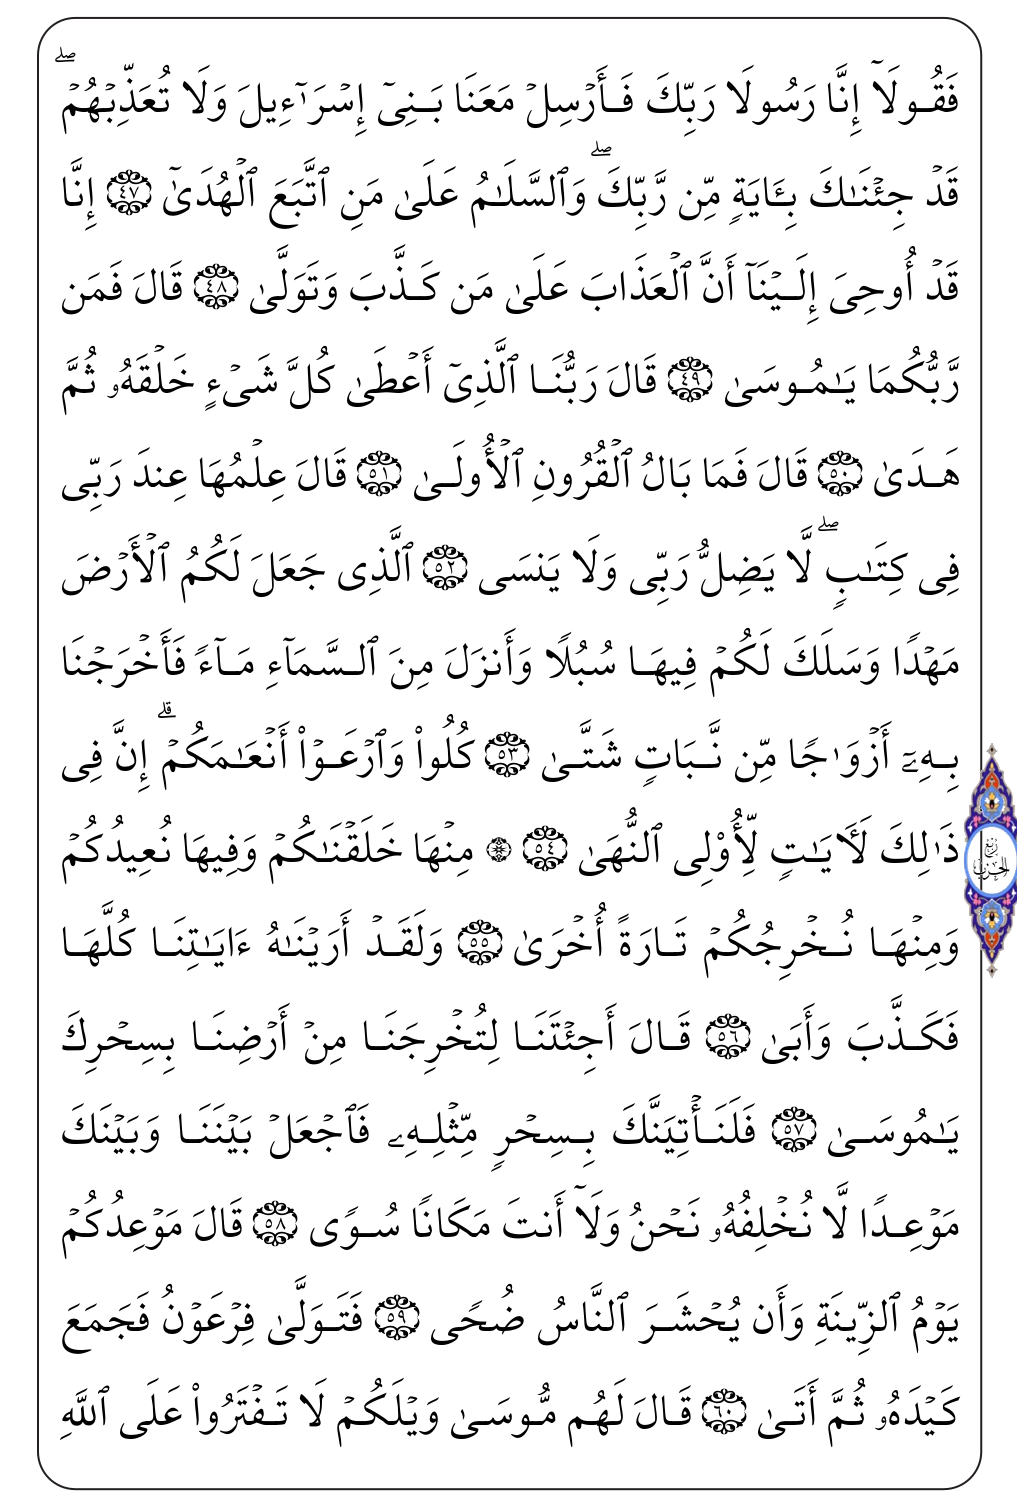 فَقُولَآ إِنَّا رَسُولَا رَبِّكَ فَأَرۡسِلۡ مَعَنَا بَنِىٓ إِسۡرَٰٓءِيلَ وَلَا تُعَذِّبۡهُمۡۖ
قَدۡ جِئۡنَـٰكَ بِـَٔايَةٍ مِّن رَّبِّكَۖ وَٱلسَّلَـٰمُ عَلَىٰ مَنِ ٱتَّبَعَ ٱلۡهُدَىٰٓ ٤٧ إِنَّا
قَدۡ أُوحِىَ إِلَيۡنَآ أَنَّ ٱلۡعَذَابَ عَلَىٰ مَن كَذَّبَ وَتَوَلَّىٰ ٤٨ قَالَ فَمَن
رَّبُّكُمَا يَـٰمُوسَىٰ ٤٩ قَالَ رَبُّنَا ٱلَّذِىٓ أَعۡطَىٰ كُلَّ شَىۡءٍ خَلۡقَهُۥ ثُمَّ
هَدَىٰ ٥٠ قَالَ فَمَا بَالُ ٱلۡقُرُونِ ٱلۡأُولَىٰ ٥١ قَالَ عِلۡمُهَا عِندَ رَبِّى
فِى كِتَـٰبٍۖ لَّا يَضِلُّ رَبِّى وَلَا يَنسَى ٥٢ ٱلَّذِى جَعَلَ لَكُمُ ٱلۡأَرۡضَ
مَهۡدًا وَسَلَكَ لَكُمۡ فِيهَا سُبُلًا وَأَنزَلَ مِنَ ٱلسَّمَآءِ مَآءً فَأَخۡرَجۡنَا
بِهِۦٓ أَزۡوَٰجًا مِّن نَّبَاتٍ شَتَّىٰ ٥٣ كُلُواْ وَٱرۡعَوۡاْ أَنۡعَـٰمَكُمۡۗ إِنَّ فِى
ذَٰلِكَ لَـَٔايَـٰتٍ لِّأُوْلِى ٱلنُّهَىٰ ٥٤ ۞ مِنۡهَا خَلَقۡنَـٰكُمۡ وَفِيهَا نُعِيدُكُمۡ
ربع الحزب
وَمِنۡهَا نُخۡرِجُكُمۡ تَارَةً أُخۡرَىٰ ٥٥ وَلَقَدۡ أَرَيۡنَـٰهُ ءَايَـٰتِنَا كُلَّهَا
فَكَذَّبَ وَأَبَىٰ ٥٦ قَالَ أَجِئۡتَنَا لِتُخۡرِجَنَا مِنۡ أَرۡضِنَا بِسِحۡرِكَ
يَـٰمُوسَىٰ ٥٧ فَلَنَأۡتِيَنَّكَ بِسِحۡرٍ مِّثۡلِهِۦ فَٱجۡعَلۡ بَيۡنَنَا وَبَيۡنَكَ
مَوۡعِدًا لَّا نُخۡلِفُهُۥ نَحۡنُ وَلَآ أَنتَ مَكَانًا سُوًى ٥٨ قَالَ مَوۡعِدُكُمۡ
يَوۡمُ ٱلزِّينَةِ وَأَن يُحۡشَرَ ٱلنَّاسُ ضُحًى ٥٩ فَتَوَلَّىٰ فِرۡعَوۡنُ فَجَمَعَ
كَيۡدَهُۥ ثُمَّ أَتَىٰ ٦٠ قَالَ لَهُم مُّوسَىٰ وَيۡلَكُمۡ لَا تَفۡتَرُواْ عَلَى ٱللَّهِ